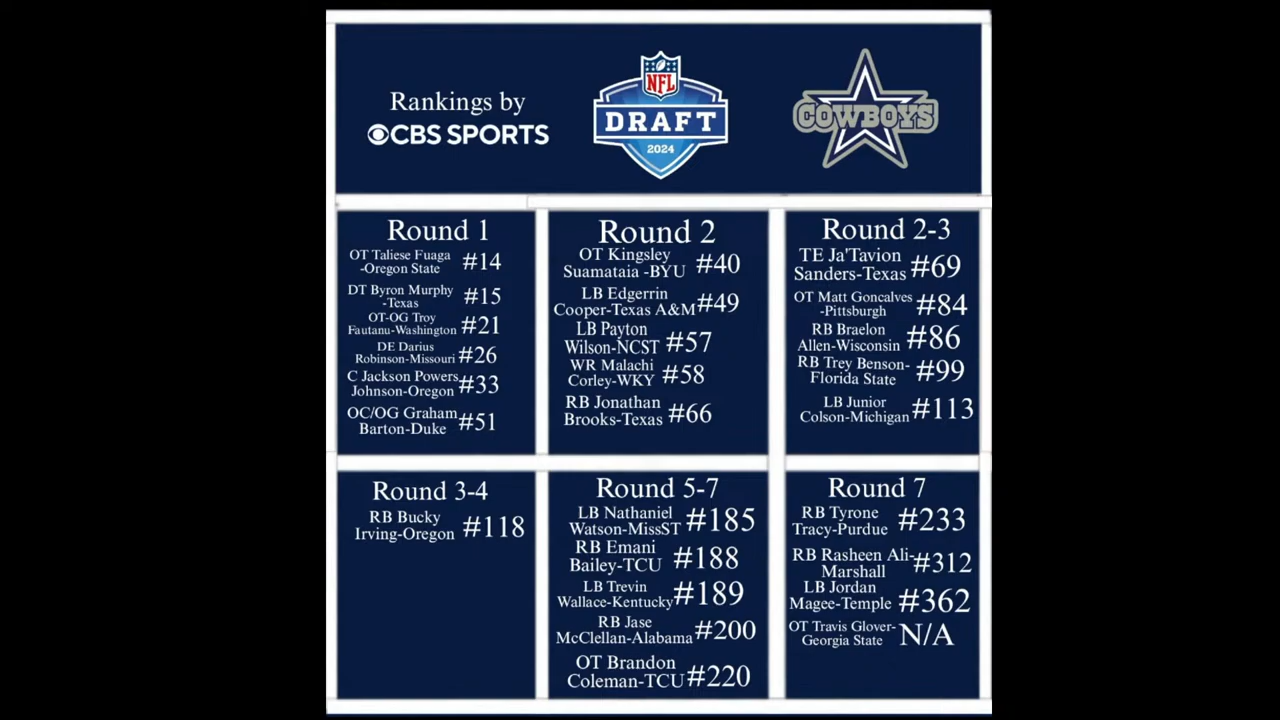 Rankings by
CBS SPORTS
NFL
DRAFT
2024
COWBOYS
Round 1
OT Taliese Fuaga
-Oregon State #14
DT Byron Murphy
-Texas #15
OT-OG Troy
Fautanu-Washington #21
DE Darius
Robinson-Missouri #26
C Jackson Powers
Johnson-Oregon #33
OC/OG Graham
Barton-Duke #51
Round 2
OT Kingsley
Suamataia -BYU #40
LB Edgerrin
Cooper-Texas A&M #49
LB Payton
Wilson-NCST #57
WR Malachi
Corley-WKY #58
RB Jonathan
Brooks-Texas #66
Round 2-3
TE Ja'Tavion
Sanders-Texas #69
OT Matt Goncalves
-Pittsburgh #84
RB Braelon
Allen-Wisconsin #86
RB Trey Benson-
Florida State #99
LB Junior
Colson-Michigan #113
Round 3-4
RB Bucky
Irving-Oregon #118
Round 5-7
LB Nathaniel
Watson-MissST #185
RB Emani
Bailey-TCU #188
LB Trevin
Wallace-Kentucky #189
RB Jase
McClellan-Alabama #200
OT Brandon
Coleman-TCU #220
Round 7
RB Tyrone
Tracy-Purdue #233
RB Rasheen Ali-
Marshall #312
LB Jordan
Magee-Temple #362
OT Travis Glover-
Georgia State N/A